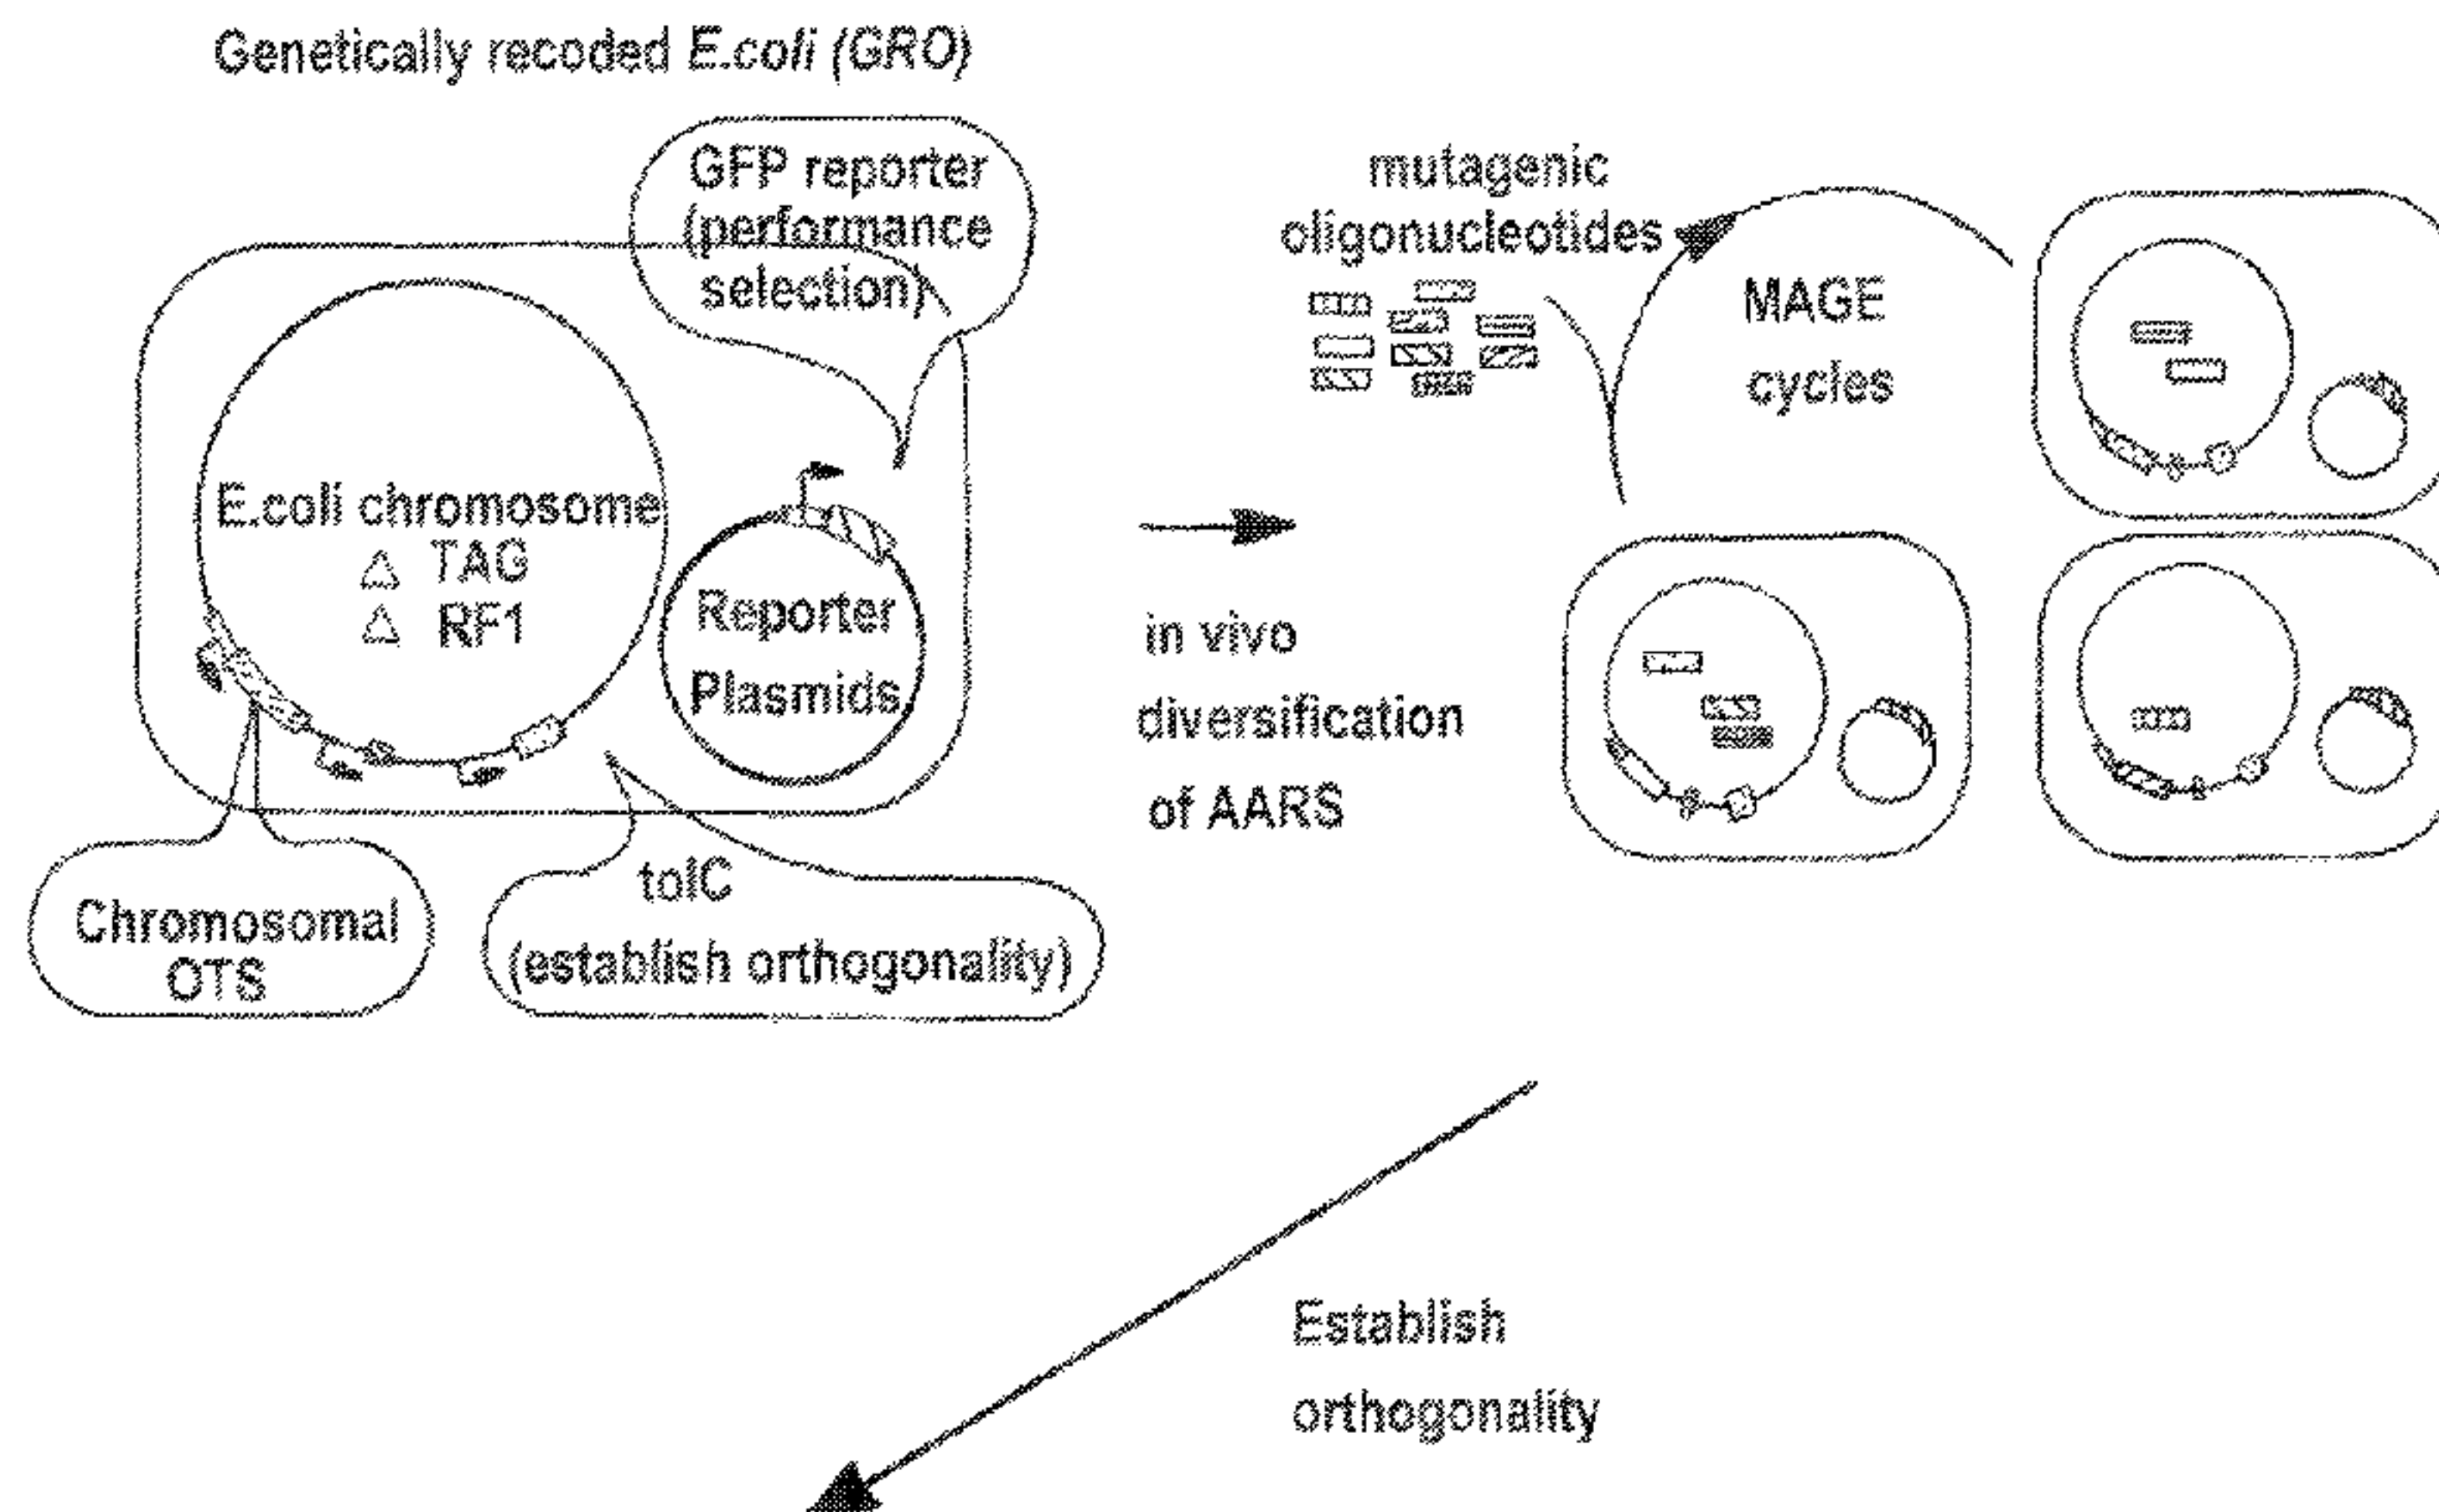 Genetically recoded E.coli (GRO)
GFP reporter
(performance
selection)
E.coli chromosome
△ TAG
△ RF1
Reporter
Plasmids
Chromosomal
OTS
tolC
(establish orthogonality)
in vivo
diversification
of AARS
mutagenic
oligonucleotides
MAGE
cycles
Establish
orthogonality